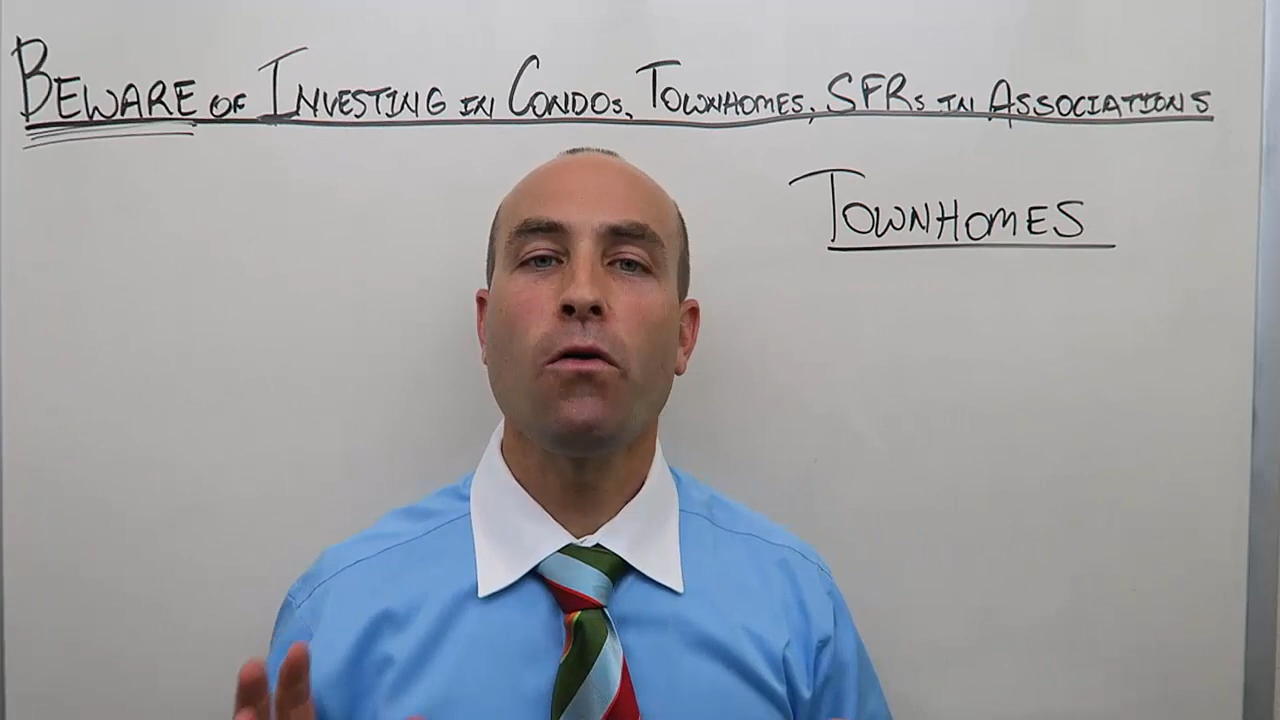 BEWARE OF INVESTING IN CONDOS, TOWNHOMES, SFRS IN ASSOCIATIONS
TOWNHOMES